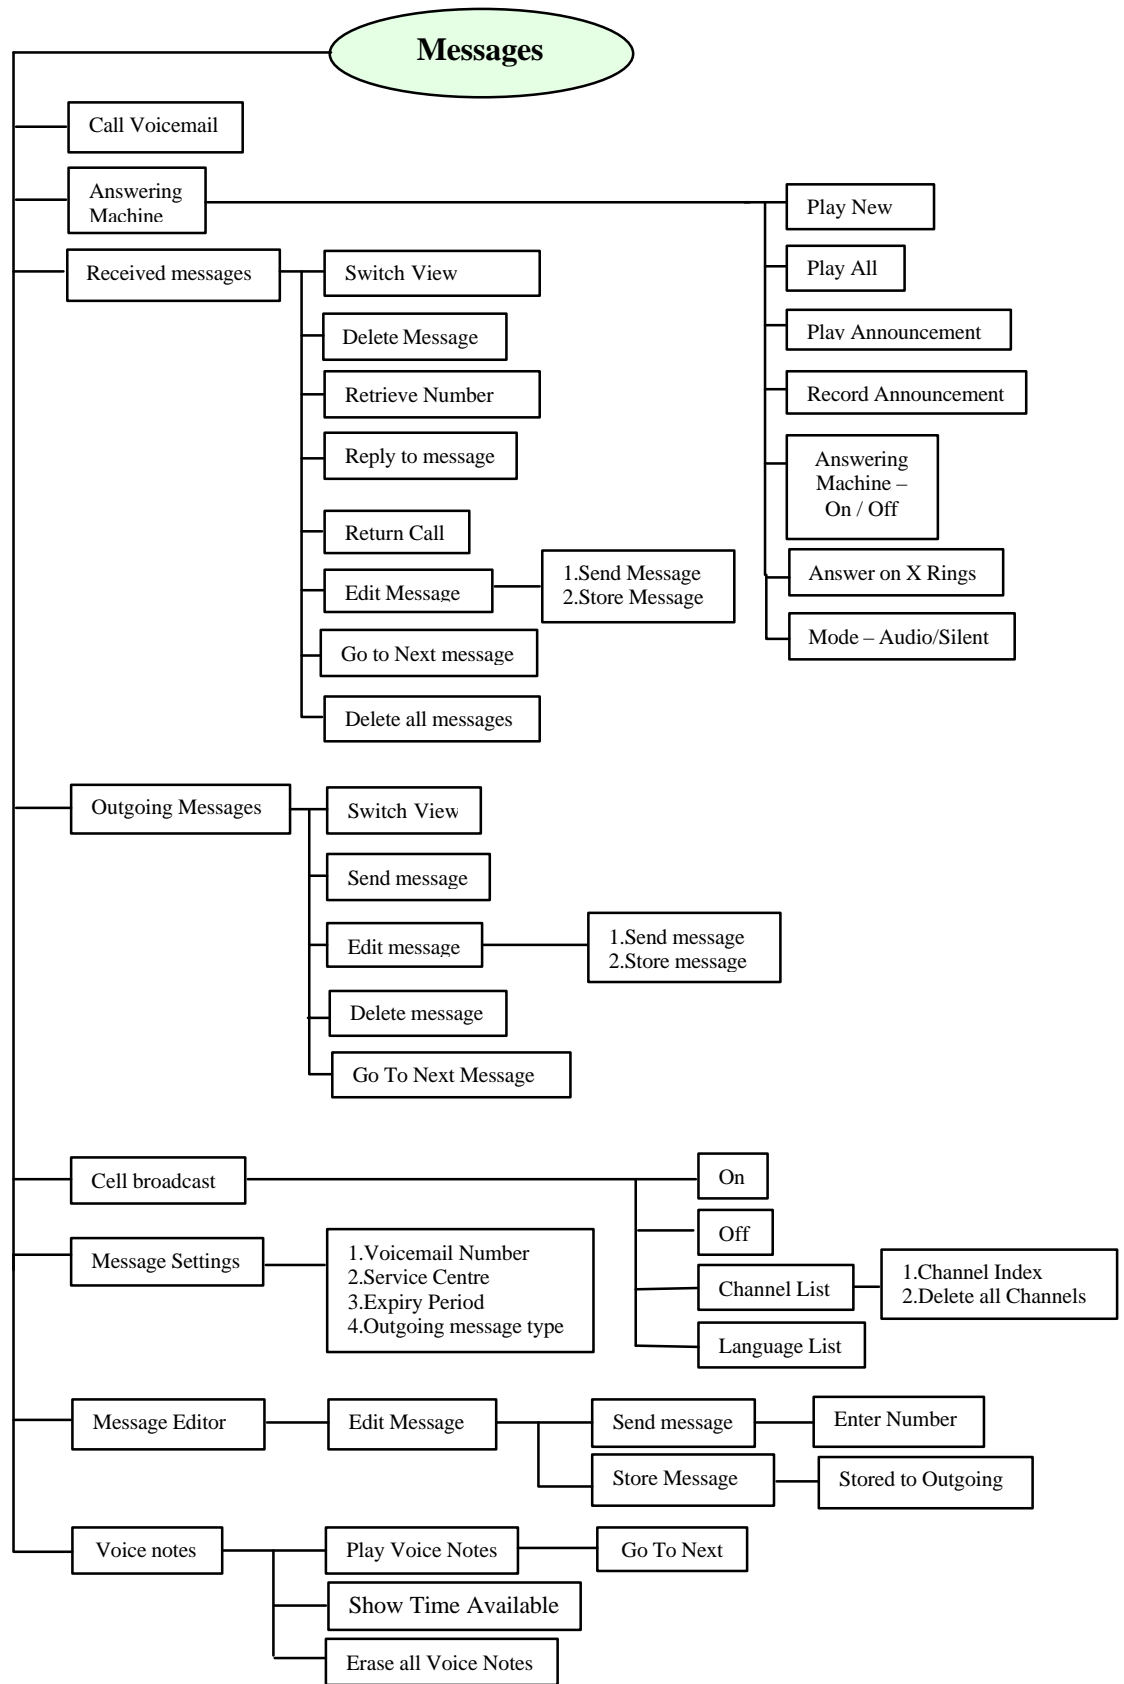 Messages
Call Voicemail
Answering
Machine
Play New
Play All
Play Announcement
Record Announcement
Answering
Machine –
On / Off
Answer on X Rings
Mode – Audio/Silent
Received messages
Switch View
Delete Message
Retrieve Number
Reply to message
Return Call
Edit Message
1.Send Message
2.Store Message
Go to Next message
Delete all messages
Outgoing Messages
Switch View
Send message
Edit message
1.Send message
2.Store message
Delete message
Go To Next Message
Cell broadcast
On
Off
Channel List
1.Channel Index
2.Delete all Channels
Language List
Message Settings
1.Voicemail Number
2.Service Centre
3.Expiry Period
4.Outgoing message type
Message Editor
Edit Message
Send message
Enter Number
Store Message
Stored to Outgoing
Voice notes
Play Voice Notes
Go To Next
Show Time Available
Erase all Voice Notes